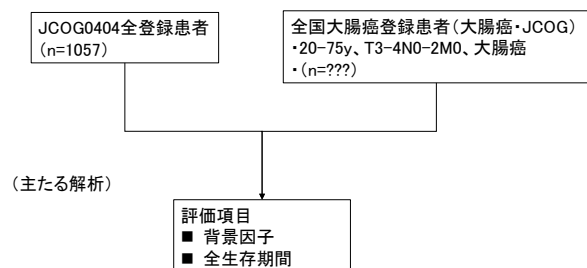 JCOG0404全登録患者
(n=1057)
全国大腸癌登録患者(大腸癌・JCOG)
・20-75y、T3-4N0-2M0、大腸癌
・(n=???)
(主たる解析)
評価項目
■ 背景因子
■ 全生存期間